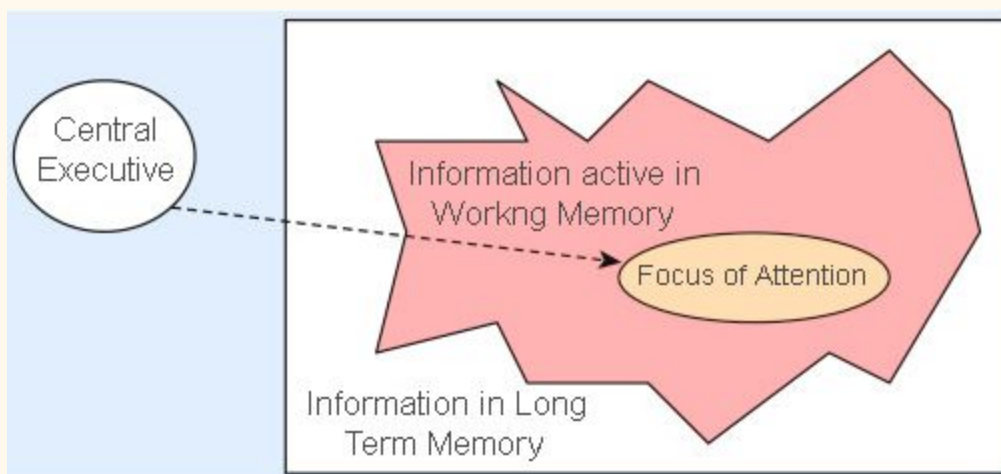 Central
Executive
Information active in
Workng Memory
Focus of Attention
Information in Long
Term Memory